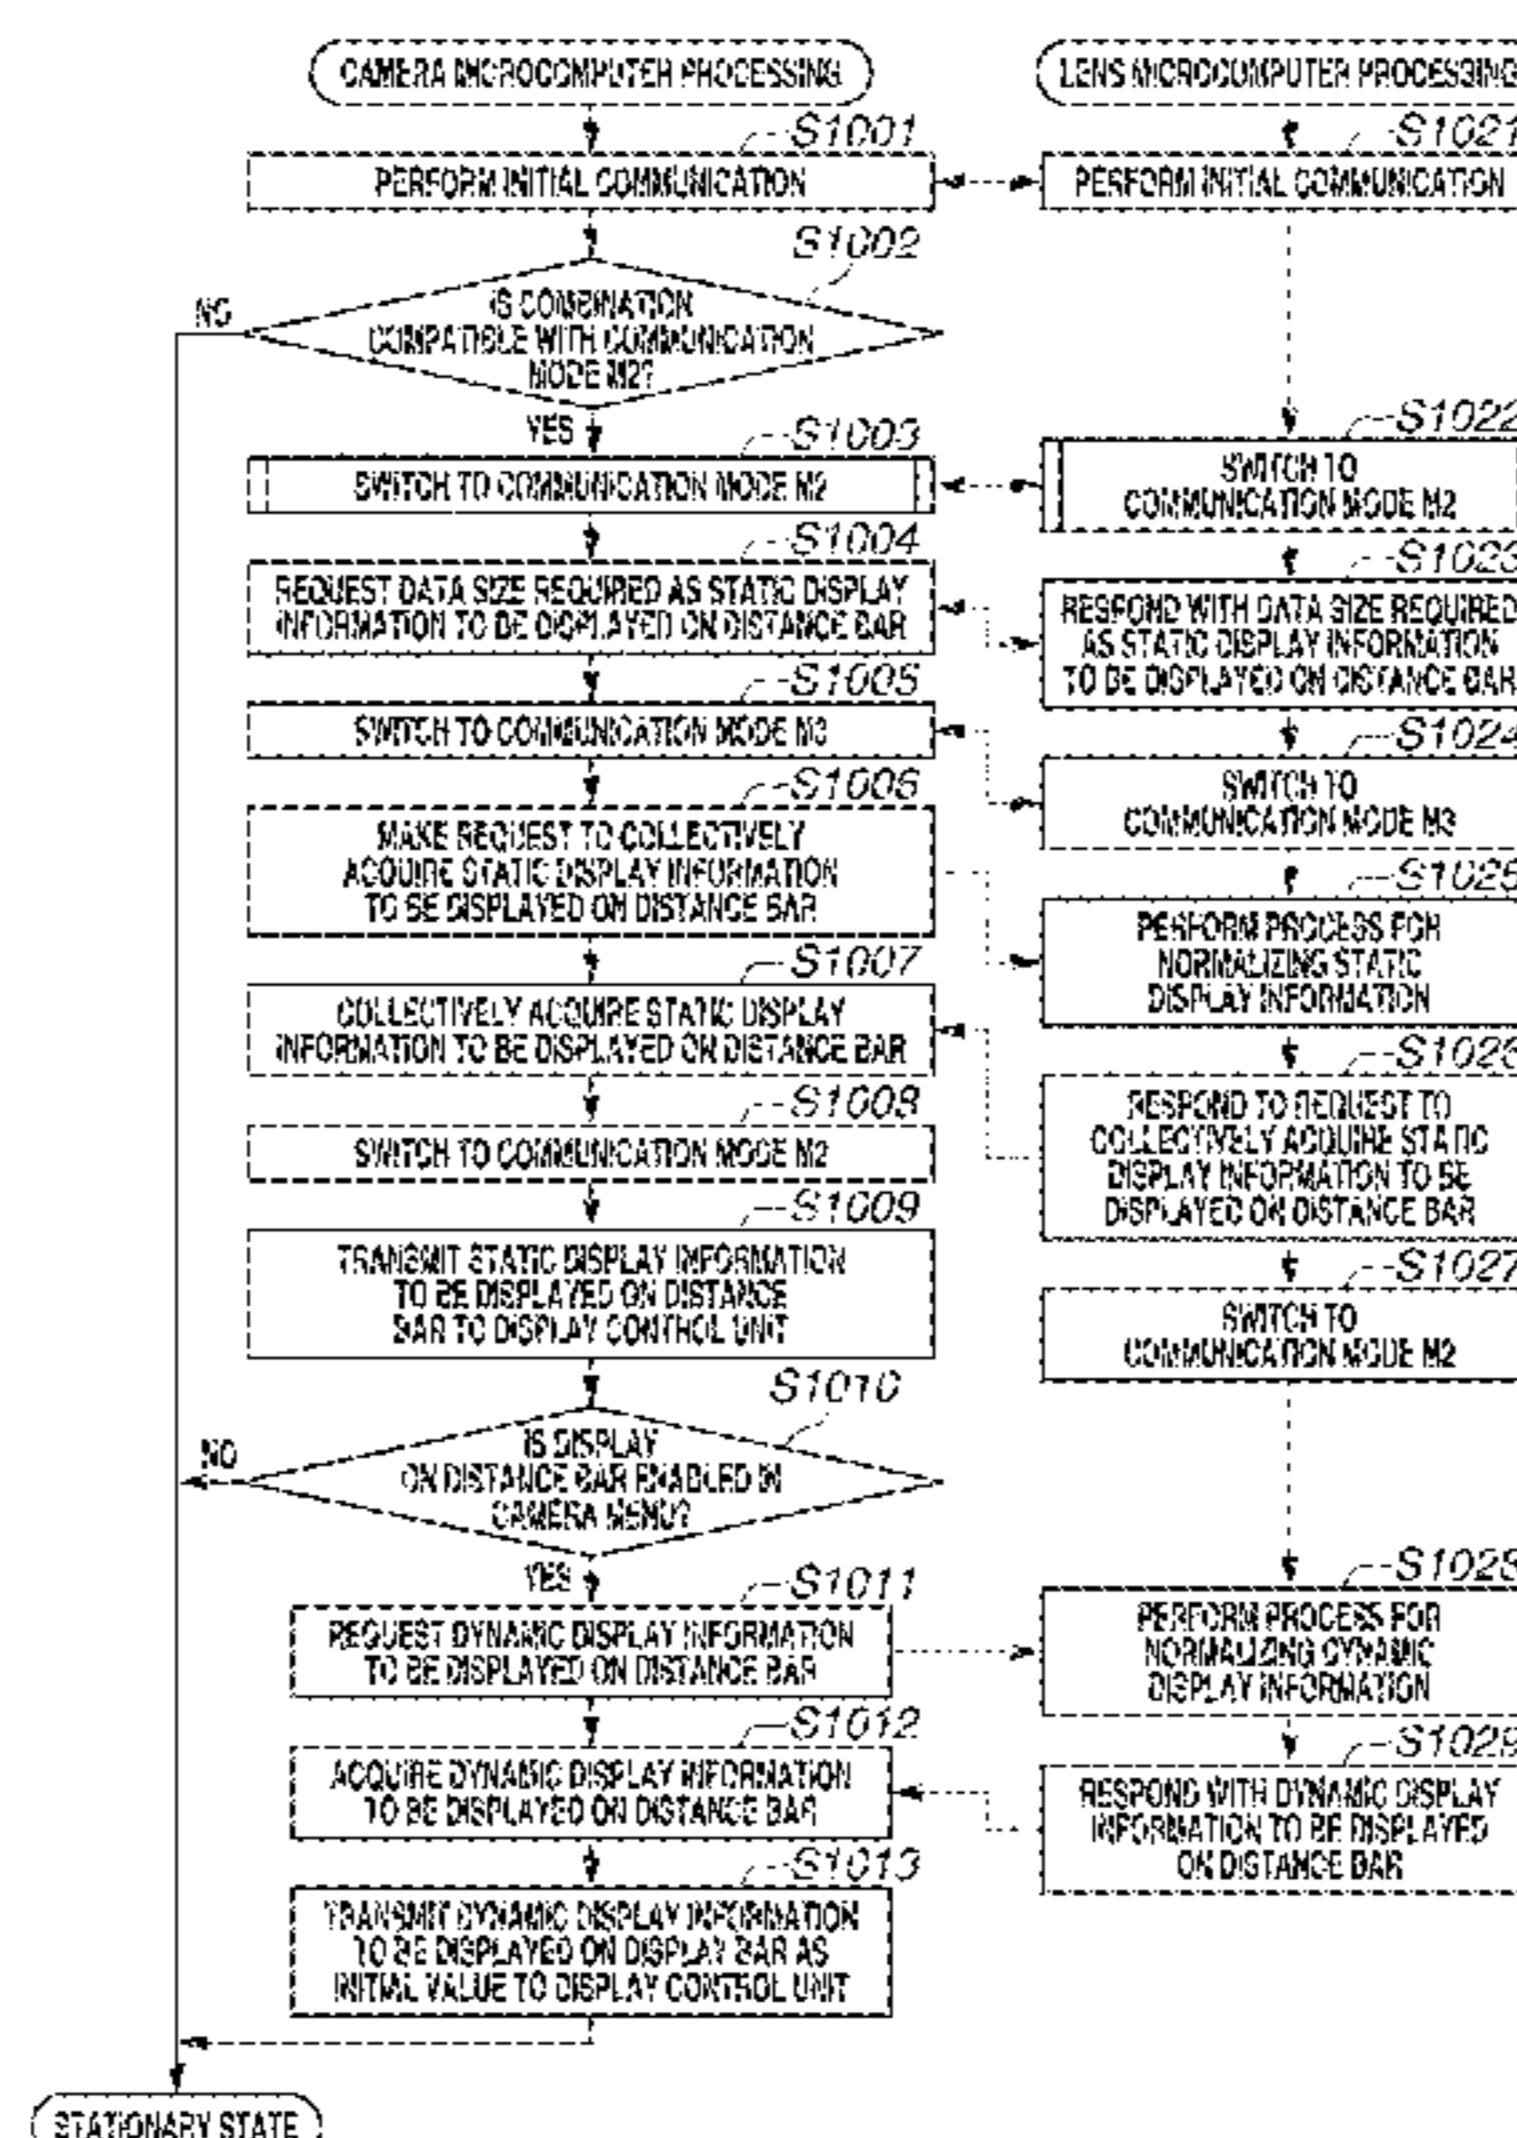 CAMERA MICROCOMPUTER PROCESSING
S1001
PERFORM INITIAL COMMUNICATION
S1002
IS COMBINATION
COMPATIBLE WITH COMMUNICATION
MODE M2?
NO
YES
S1003
SWITCH TO COMMUNICATION MODE M2
S1004
REQUEST DATA SIZE REQUIRED AS STATIC DISPLAY
INFORMATION TO BE DISPLAYED ON DISTANCE BAR
S1005
SWITCH TO COMMUNICATION MODE M3
S1006
MAKE REQUEST TO COLLECTIVELY
ACQUIRE STATIC DISPLAY INFORMATION
TO BE DISPLAYED ON DISTANCE BAR
S1007
COLLECTIVELY ACQUIRE STATIC DISPLAY
INFORMATION TO BE DISPLAYED ON DISTANCE BAR
S1008
SWITCH TO COMMUNICATION MODE M2
S1009
TRANSMIT STATIC DISPLAY INFORMATION
TO BE DISPLAYED ON DISTANCE
BAR TO DISPLAY CONTROL UNIT
S1010
IS DISPLAY
ON DISTANCE BAR ENABLED IN
CAMERA MENU?
NO
YES
S1011
REQUEST DYNAMIC DISPLAY INFORMATION
TO BE DISPLAYED ON DISTANCE BAR
S1012
ACQUIRE DYNAMIC DISPLAY INFORMATION
TO BE DISPLAYED ON DISTANCE BAR
S1013
TRANSMIT DYNAMIC DISPLAY INFORMATION
TO BE DISPLAYED ON DISPLAY BAR AS
INITIAL VALUE TO DISPLAY CONTROL UNIT
STATIONARY STATE
LENS MICROCOMPUTER PROCESSING
S1021
PERFORM INITIAL COMMUNICATION
S1022
SWITCH TO
COMMUNICATION MODE M2
S1023
RESPOND WITH DATA SIZE REQUIRED
AS STATIC DISPLAY INFORMATION
TO BE DISPLAYED ON DISTANCE BAR
S1024
SWITCH TO
COMMUNICATION MODE M3
S1025
PERFORM PROCESS FOR
NORMALIZING STATIC
DISPLAY INFORMATION
S1026
RESPOND TO REQUEST TO
COLLECTIVELY ACQUIRE STATIC
DISPLAY INFORMATION TO BE
DISPLAYED ON DISTANCE BAR
S1027
SWITCH TO
COMMUNICATION MODE M2
S1028
PERFORM PROCESS FOR
NORMALIZING DYNAMIC
DISPLAY INFORMATION
S1029
RESPOND WITH DYNAMIC DISPLAY
INFORMATION TO BE DISPLAYED
ON DISTANCE BAR